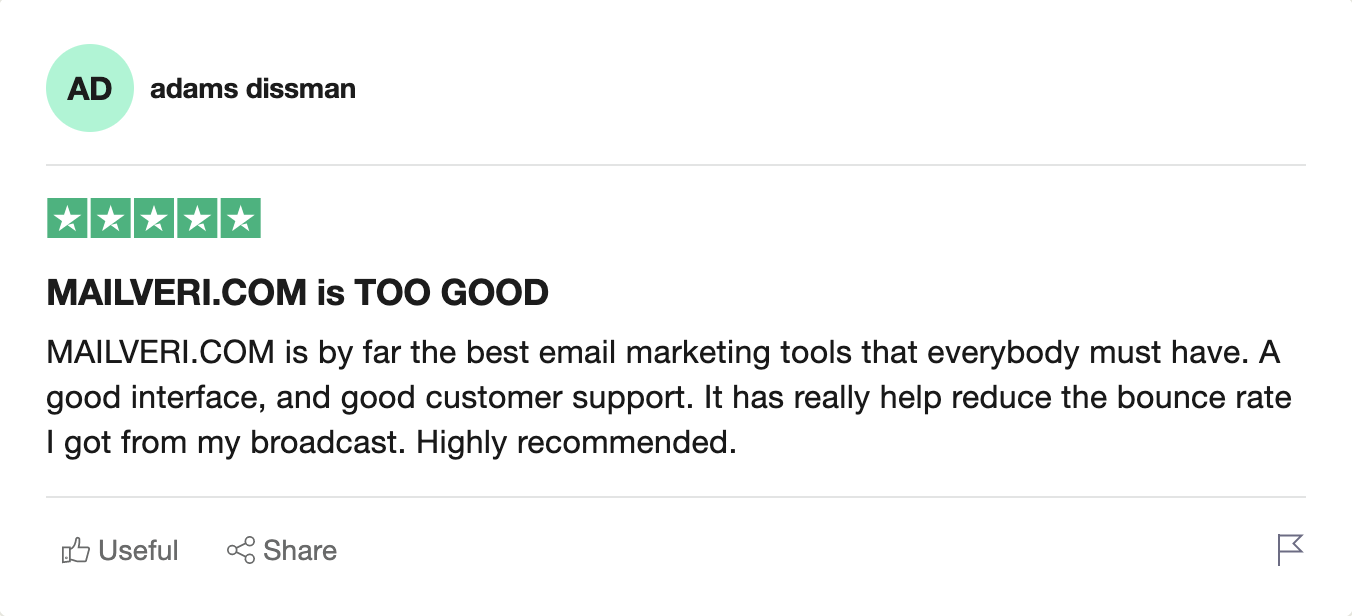 AD
adams dissman
MAILVERI.COM is TOO GOOD
MAILVERI.COM is by far the best email marketing tools that everybody must have. A
good interface, and good customer support. It has really help reduce the bounce rate
I got from my broadcast. Highly recommended.
Useful
Share